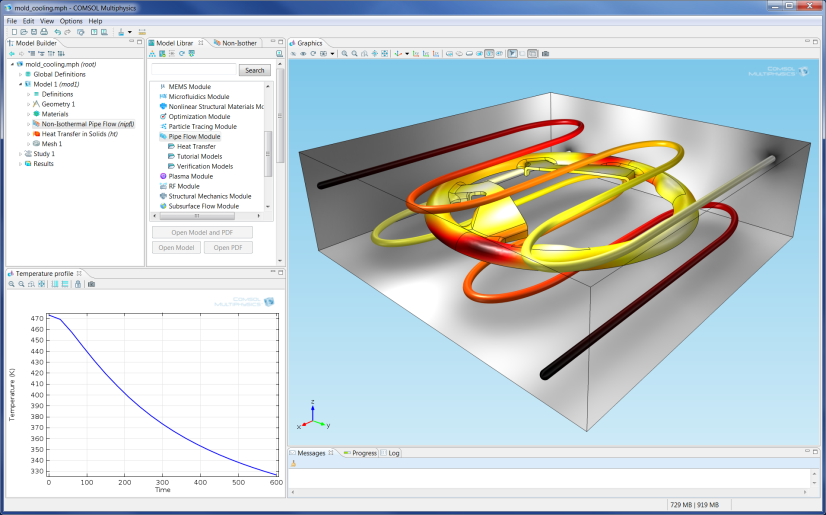 mold_cooling.mph - COMSOL Multiphysics
File Edit View Options Help
Model Builder
mold_cooling.mph (root)
Global Definitions
Model 1 (mod1)
Definitions
Geometry 1
Materials
Non-Isothermal Pipe Flow (nipfl)
Heat Transfer in Solids (ht)
Mesh 1
Study 1
Results
Model Librar Non-Isother
Search
MEMS Module
Microfluidics Module
Nonlinear Structural Materials Mc
Optimization Module
Particle Tracing Module
Pipe Flow Module
Heat Transfer
Tutorial Models
Verification Models
Plasma Module
RF Module
Structural Mechanics Module
Subsurface Flow Module
Open Model and PDF
Open Model Open PDF
Graphics
COMSOL
MULTIPHYSICS
z
x y
Temperature profile
COMSOL
MULTIPHYSICS
470
460
450
440
430
420
410
400
390
380
370
360
350
340
330
Temperature (K)
0 100 200 300 400 500 600
Time
Messages Progress Log
729 MB | 919 MB